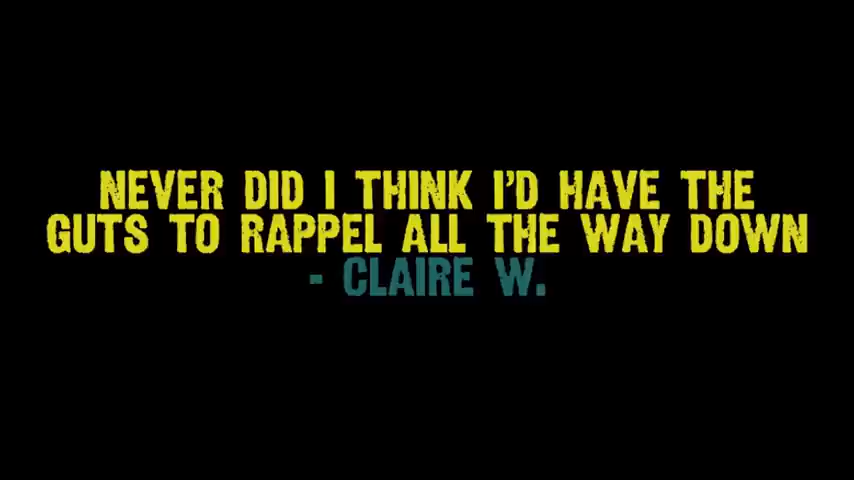 NEVER DID I THINK I'D HAVE THE
GUTS TO RAPPEL ALL THE WAY DOWN
- CLAIRE W.